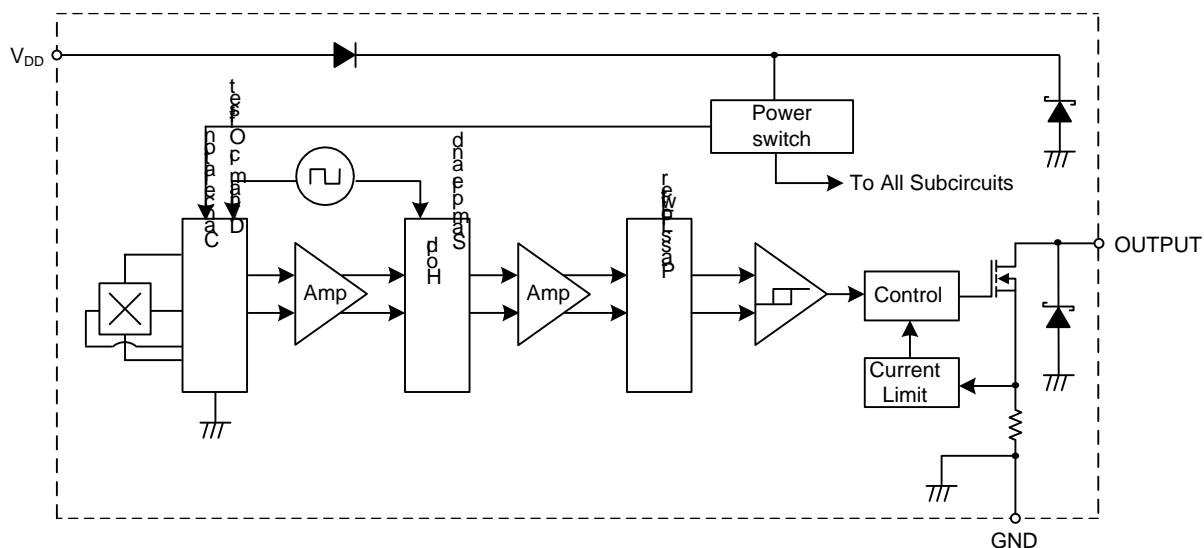 VDD
Power
switch
To All Subcircuits
OUTPUT
Amp
Amp
Control
Current
Limit
GND